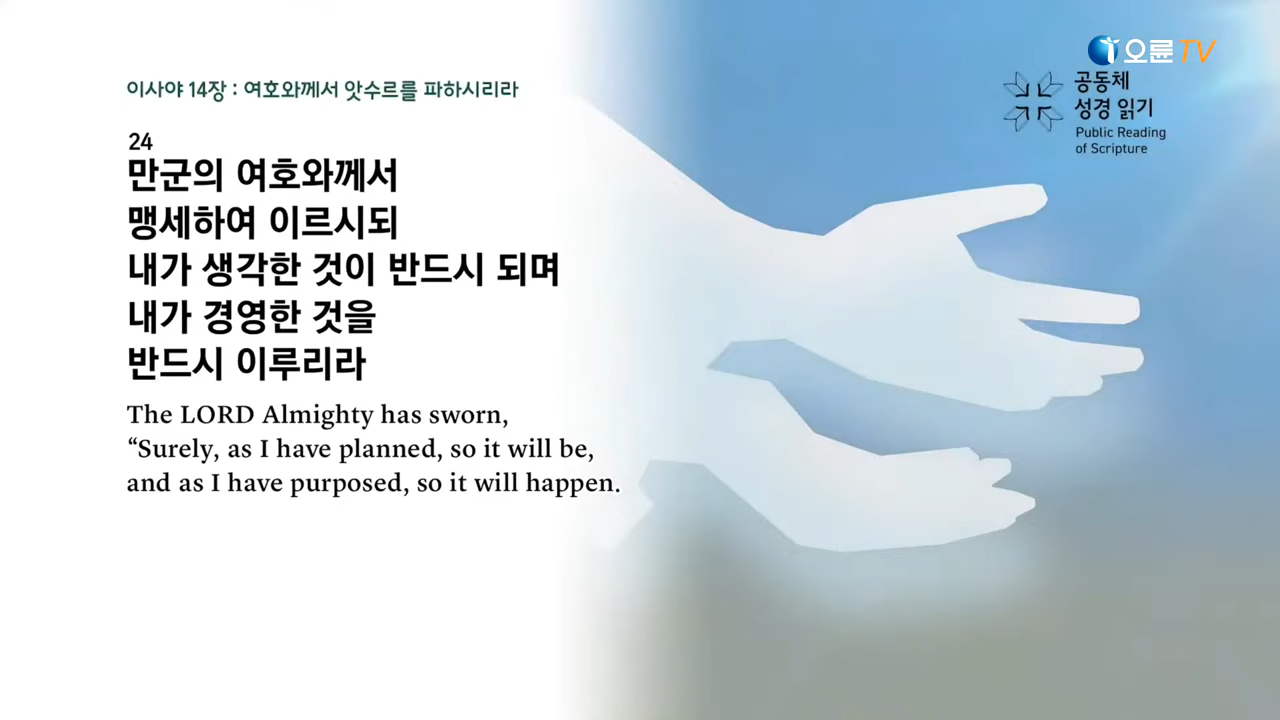 오륜TV
이사야 14장 : 여호와께서 앗수르를 파하시리라
공동체
성경 읽기
Public Reading
of Scripture
24
만군의 여호와께서
맹세하여 이르시되
내가 생각한 것이 반드시 되며
내가 경영한 것을
반드시 이루리라
The LORD Almighty has sworn,
“Surely, as I have planned, so it will be,
and as I have purposed, so it will happen.